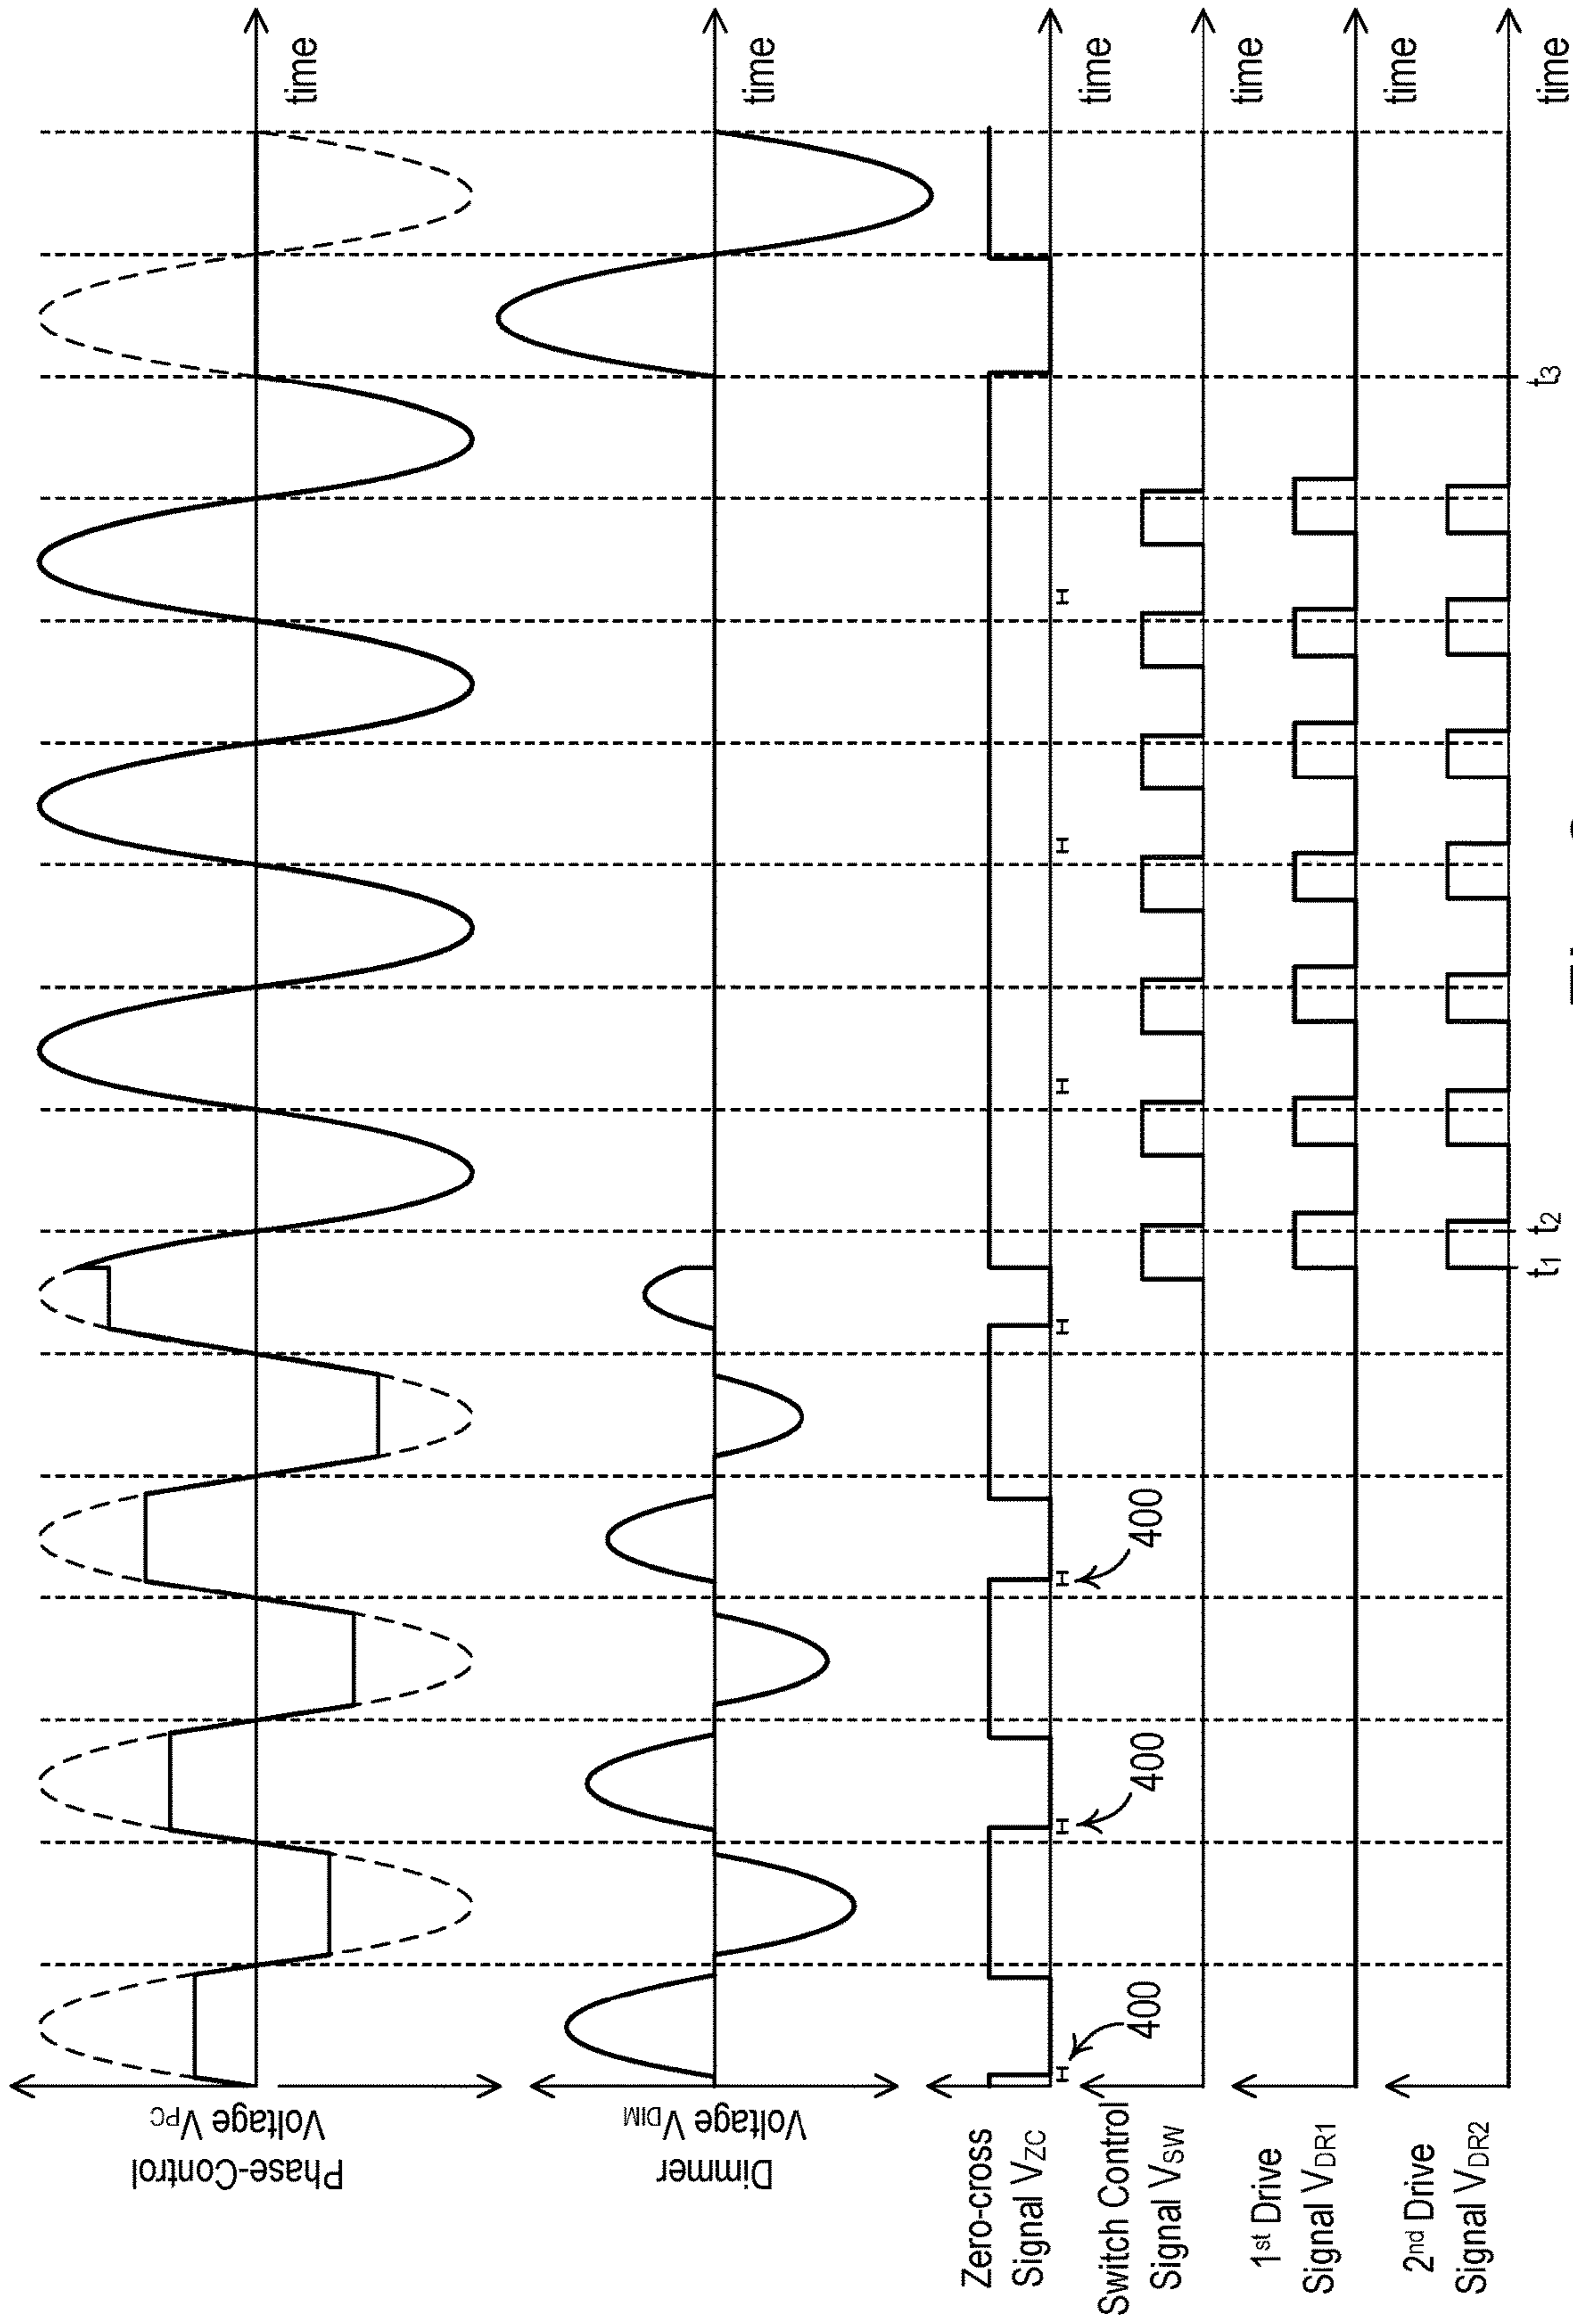 Phase-Control
Voltage VPC
time
Dimmer
Voltage VDIM
time
Zero-cross
Signal VZC
400
400
400
time
Switch Control
Signal VSW
time
1st Drive
Signal VDR1
time
2nd Drive
Signal VDR2
t1
t2
t3
time